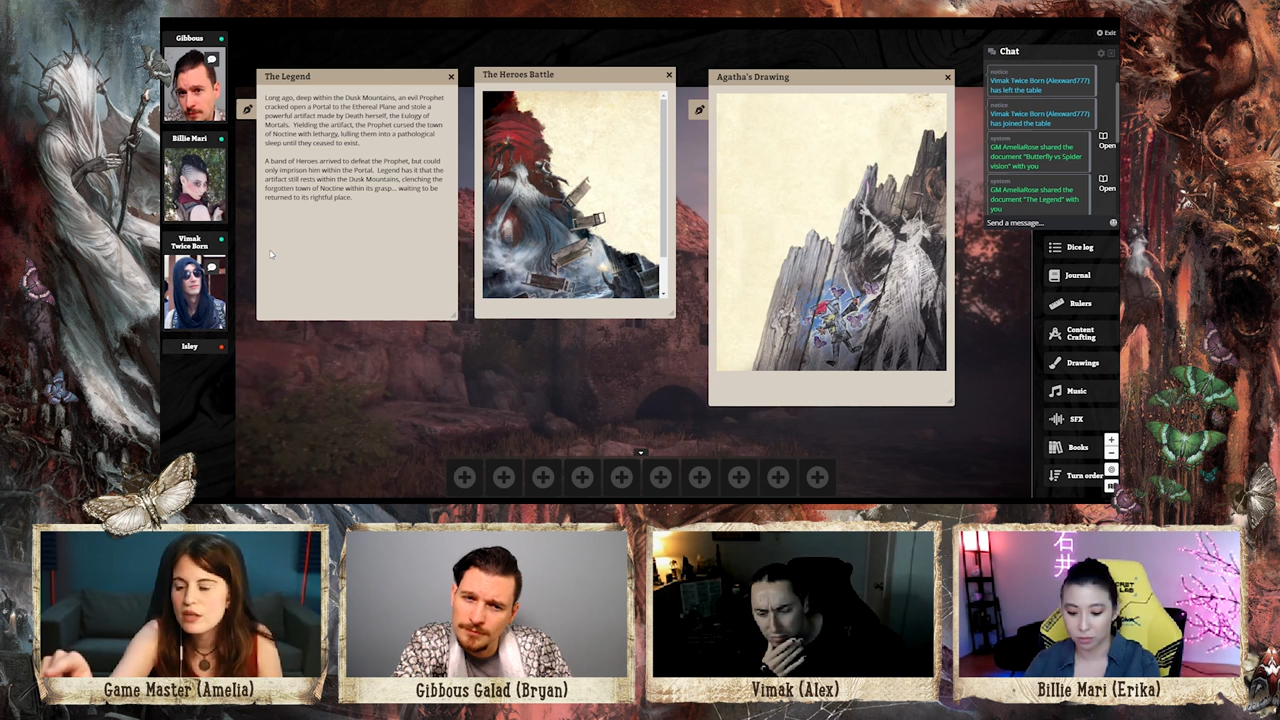 Exit
Gibbous
Billie Mari
Vimak
Twice Born
Isley
The Legend
Long ago, deep within the Dusk Mountains, an evil Prophet
cracked open a Portal to the Ethereal Plane and stole a
powerful artifact made by Death herself, the Eulogy of
Mortals. Yielding the artifact, the Prophet cursed the town
of Noctine with lethargy, lulling them into a pathological
sleep until they ceased to exist.
A band of Heroes arrived to defeat the Prophet, but could
only imprison him within the Portal. Legend has it that the
artifact still rests within the Dusk Mountains, clenching the
forgotten town of Noctine within its grasp... waiting to be
returned to its rightful place.
The Heroes Battle
Agatha's Drawing
Chat
notice
Vimak Twice Born (Alexward777)
has left the table
notice
Vimak Twice Born (Alexward777)
has joined the table
system
GM AmeliaRose shared the
document "Butterfly vs Spider
vision" with you
Open
system
GM AmeliaRose shared the
document "The Legend" with
you
Open
Send a message...
Dice log
Journal
Rulers
Content
Crafting
Drawings
Music
SFX
Books
Turn order
石
井
Game Master (Amelia)
Gibbous Galad (Bryan)
Vimak (Alex)
Billie Mari (Erika)